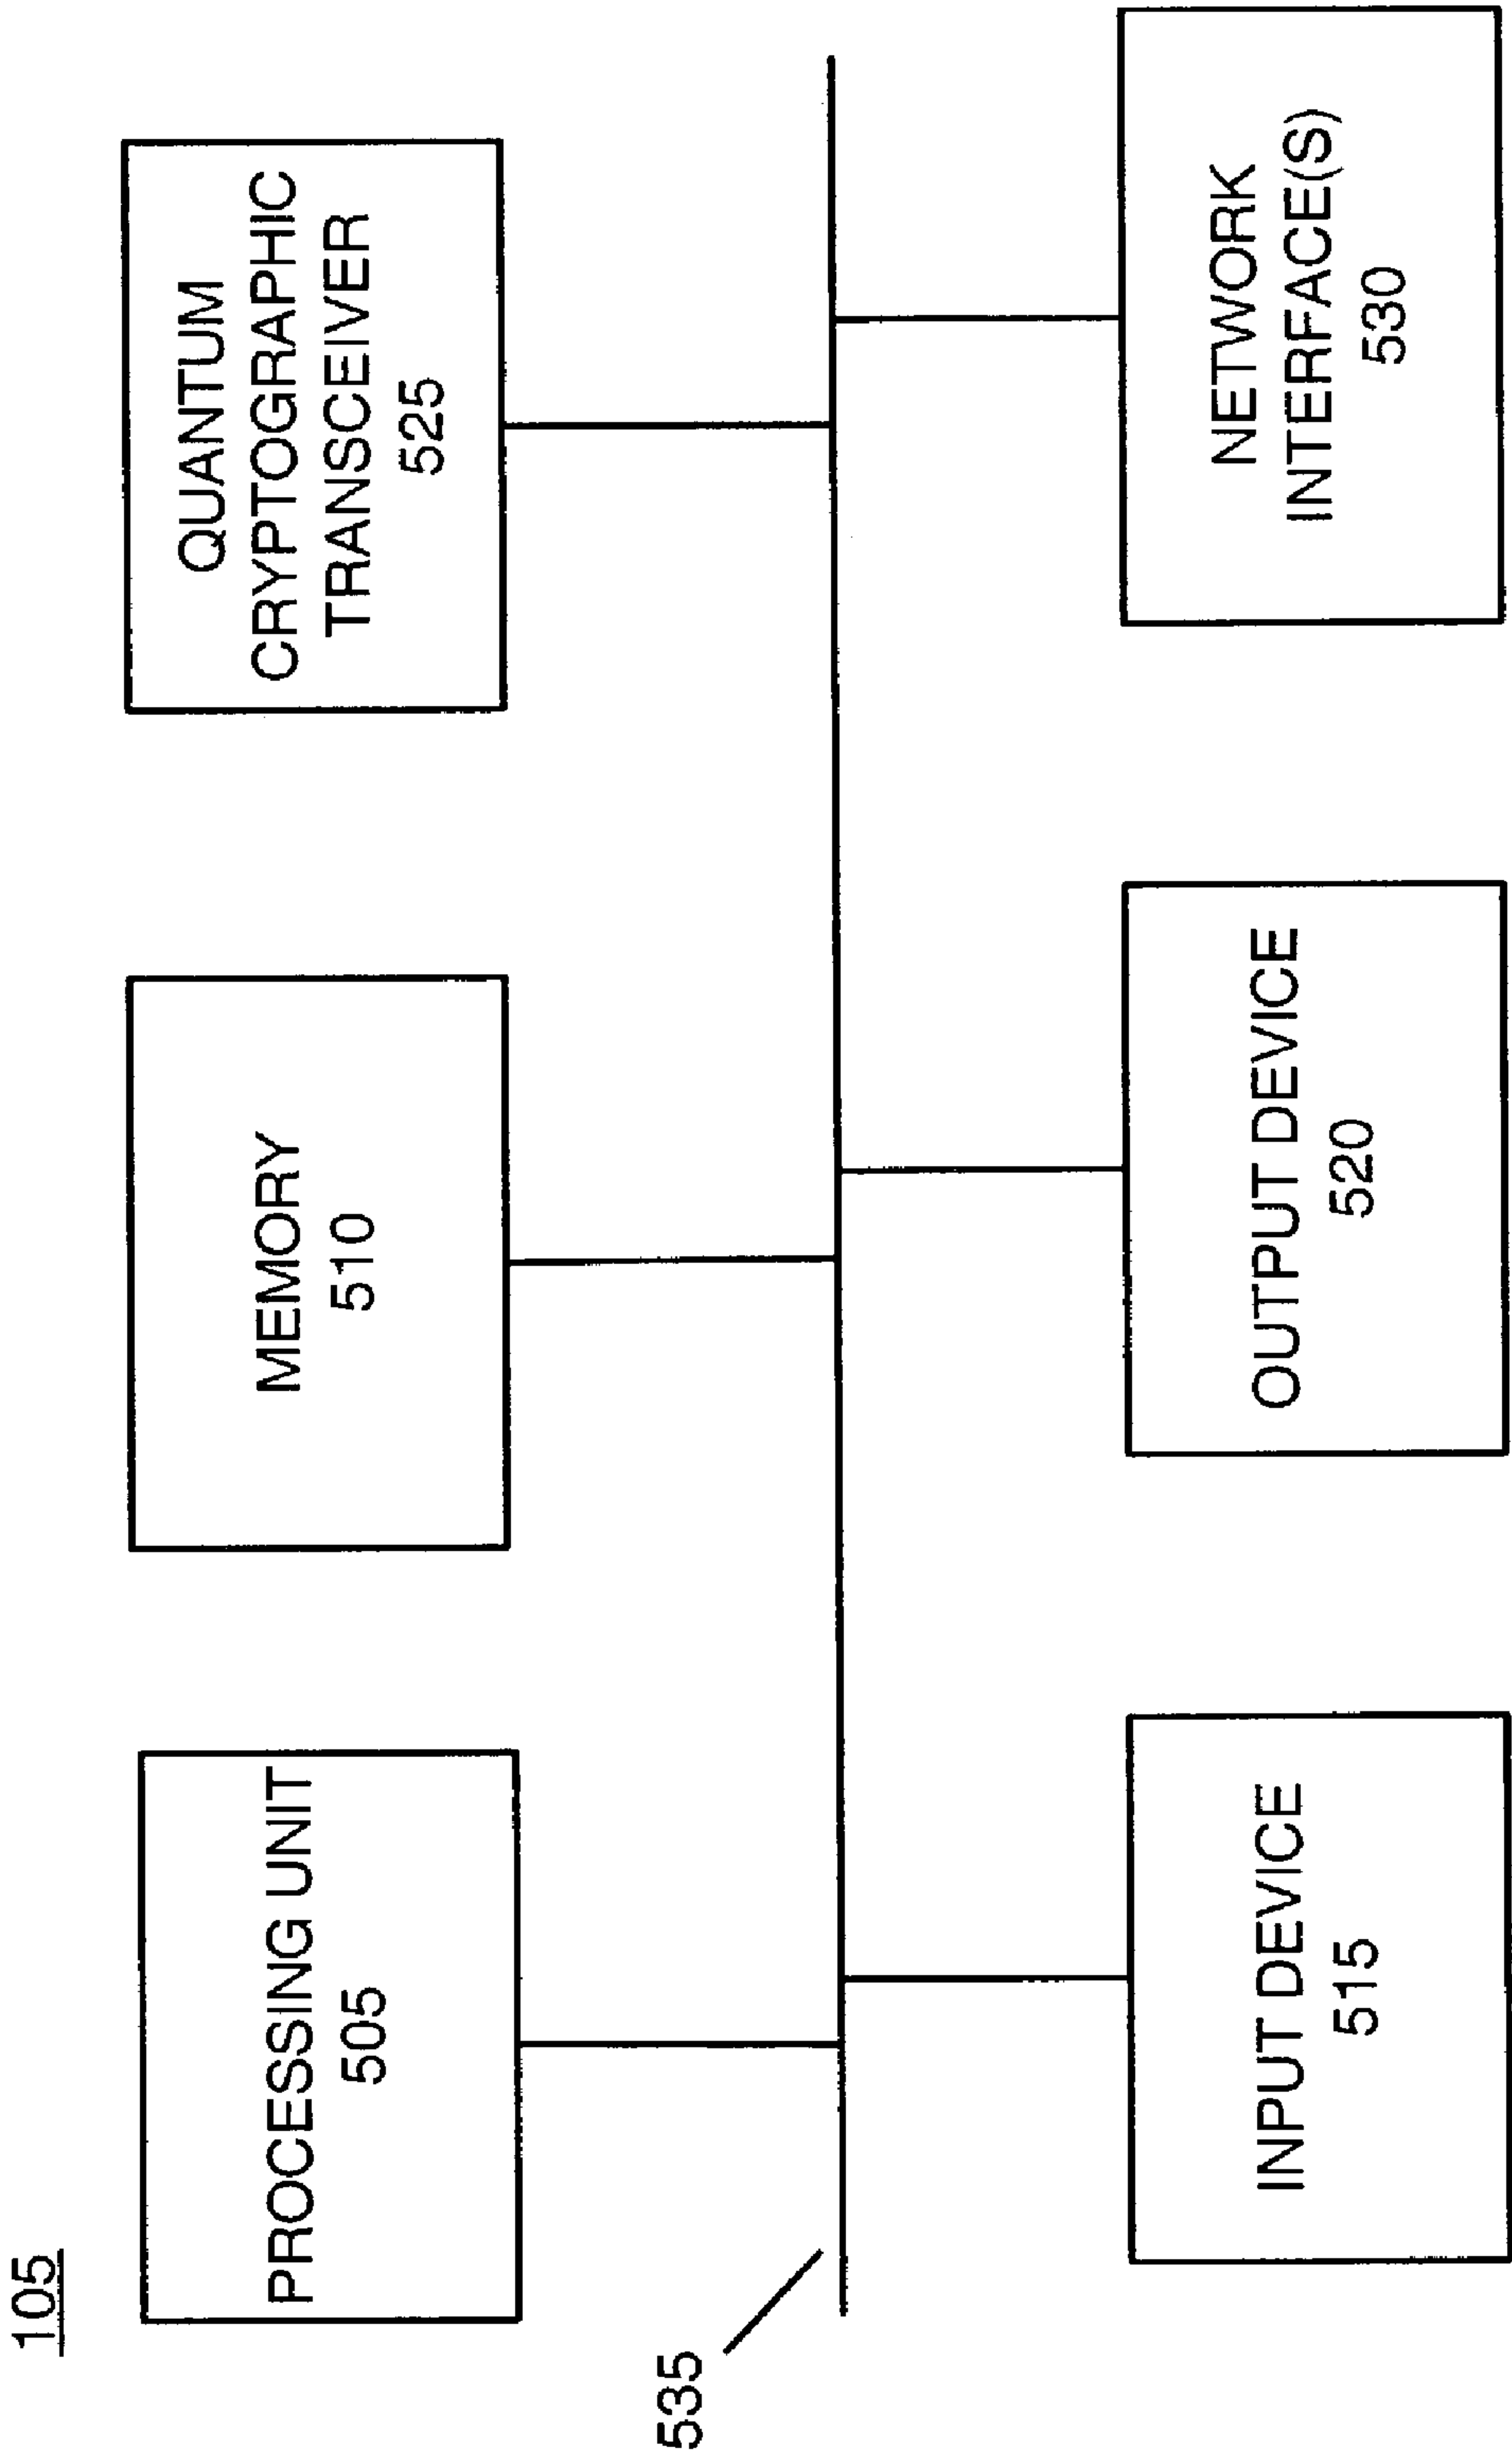 105
PROCESSING UNIT
505
MEMORY
510
QUANTUM
CRYPTOGRAPHIC
TRANSCEIVER
525
535
INPUT DEVICE
515
OUTPUT DEVICE
520
NETWORK
INTERFACE(S)
530